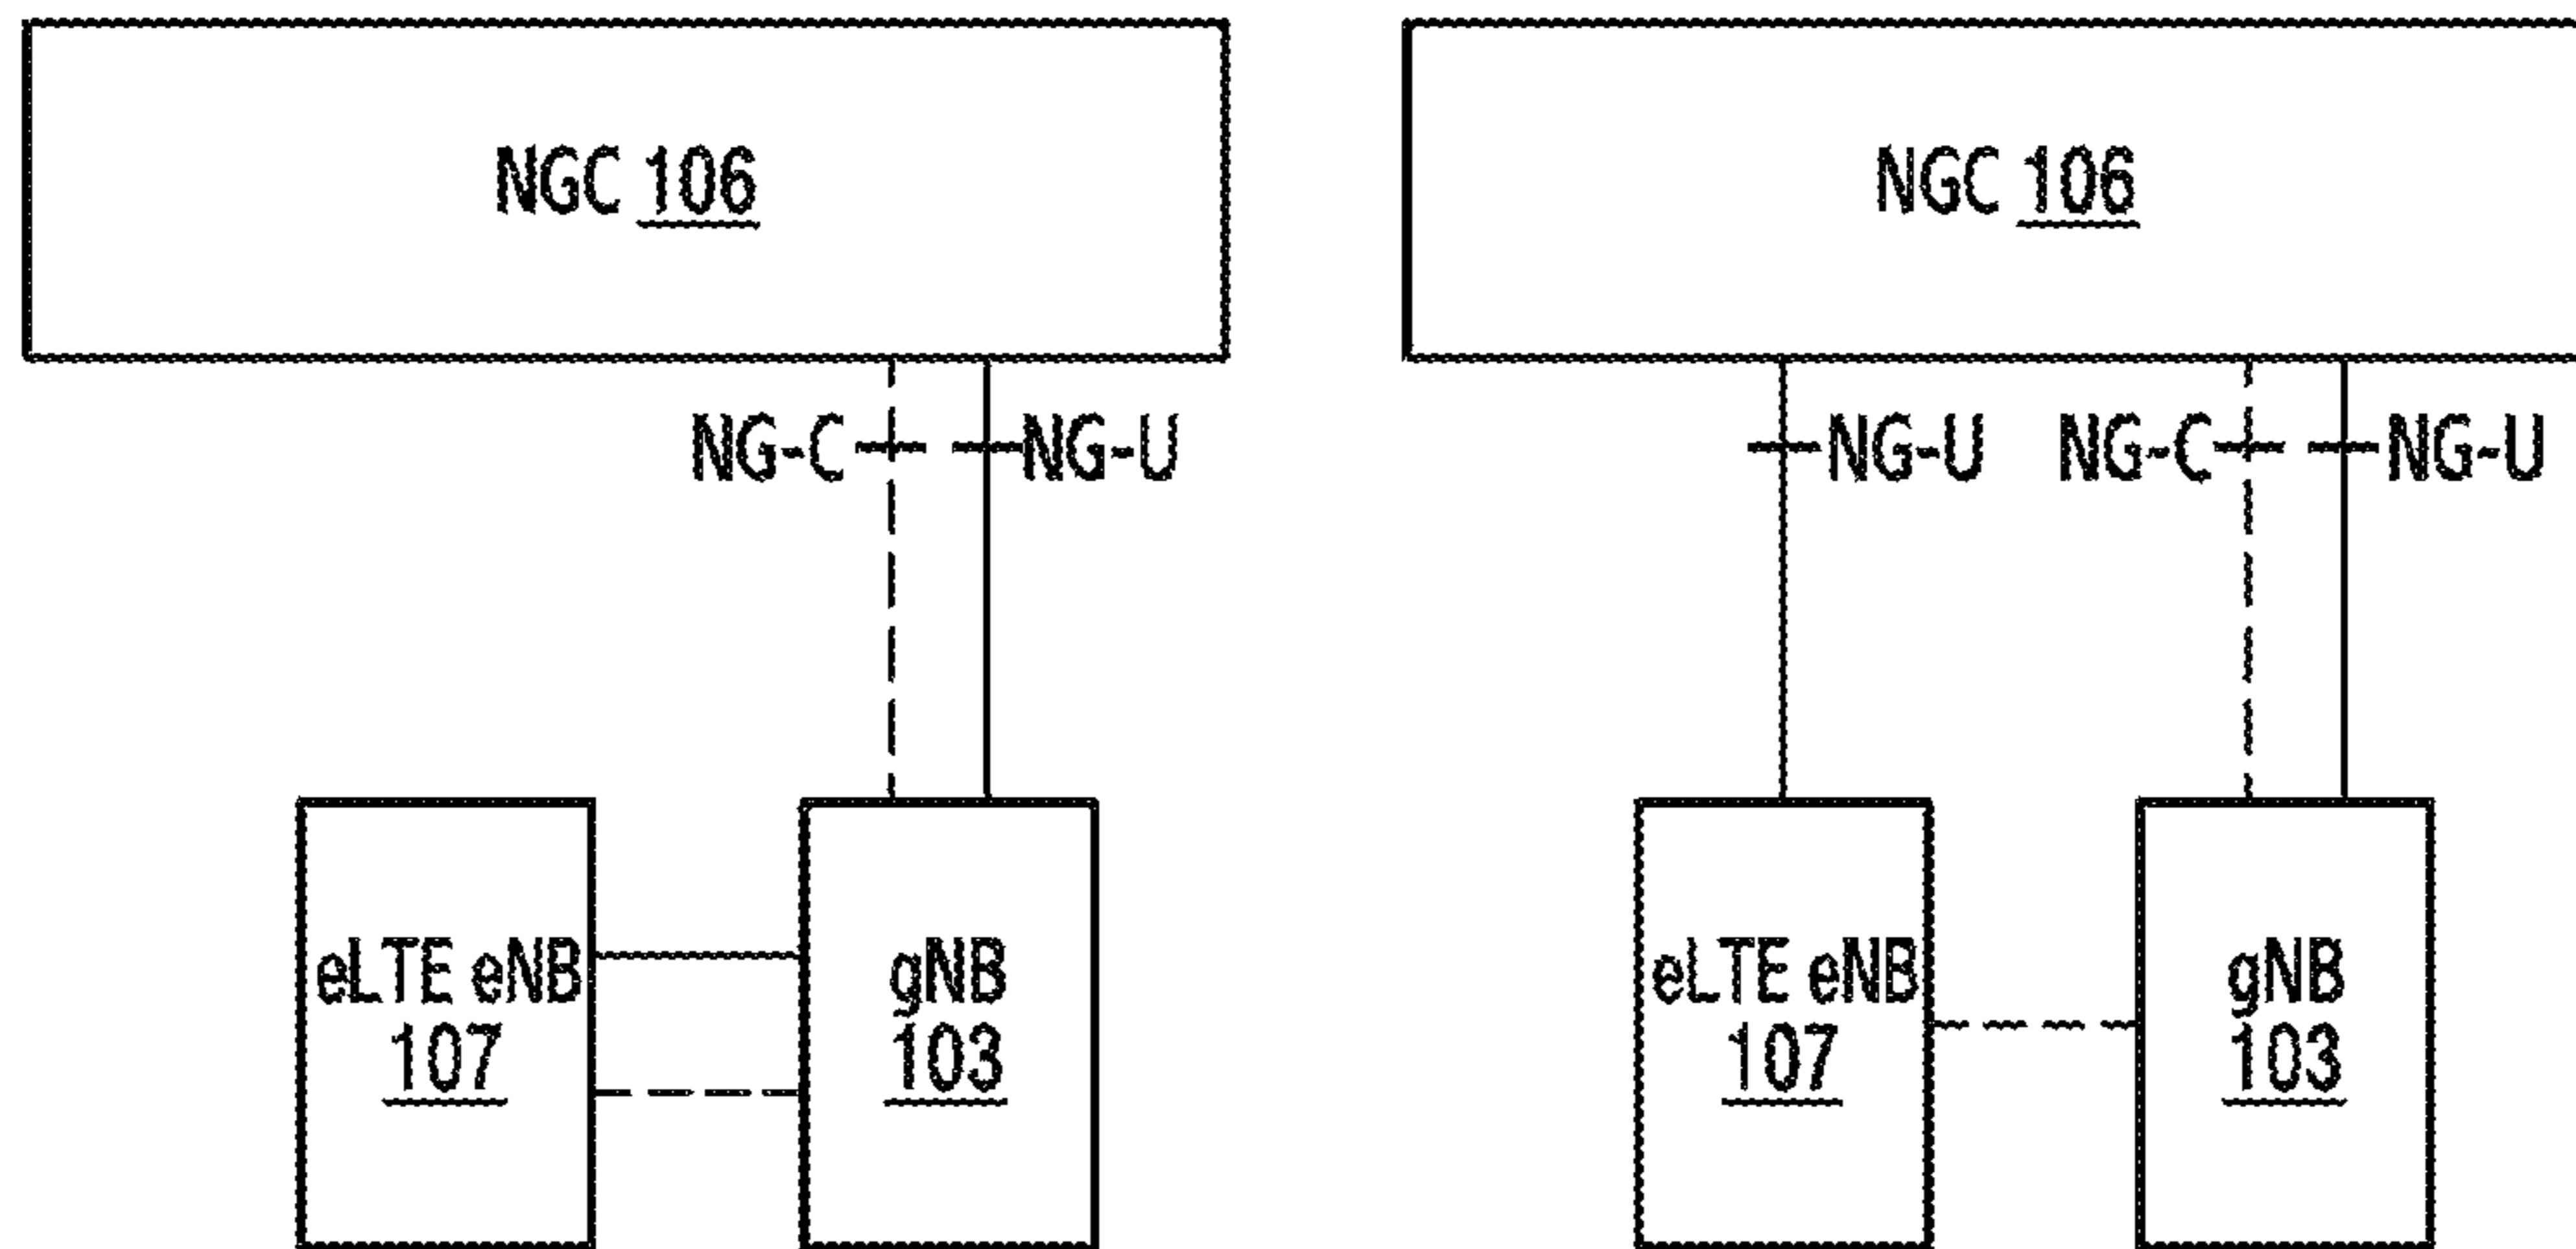 NGC 106
NGC 106
NG-C
NG-U
NG-U
NG-C
NG-U
eLTE eNB
107
gNB
103
eLTE eNB
107
gNB
103